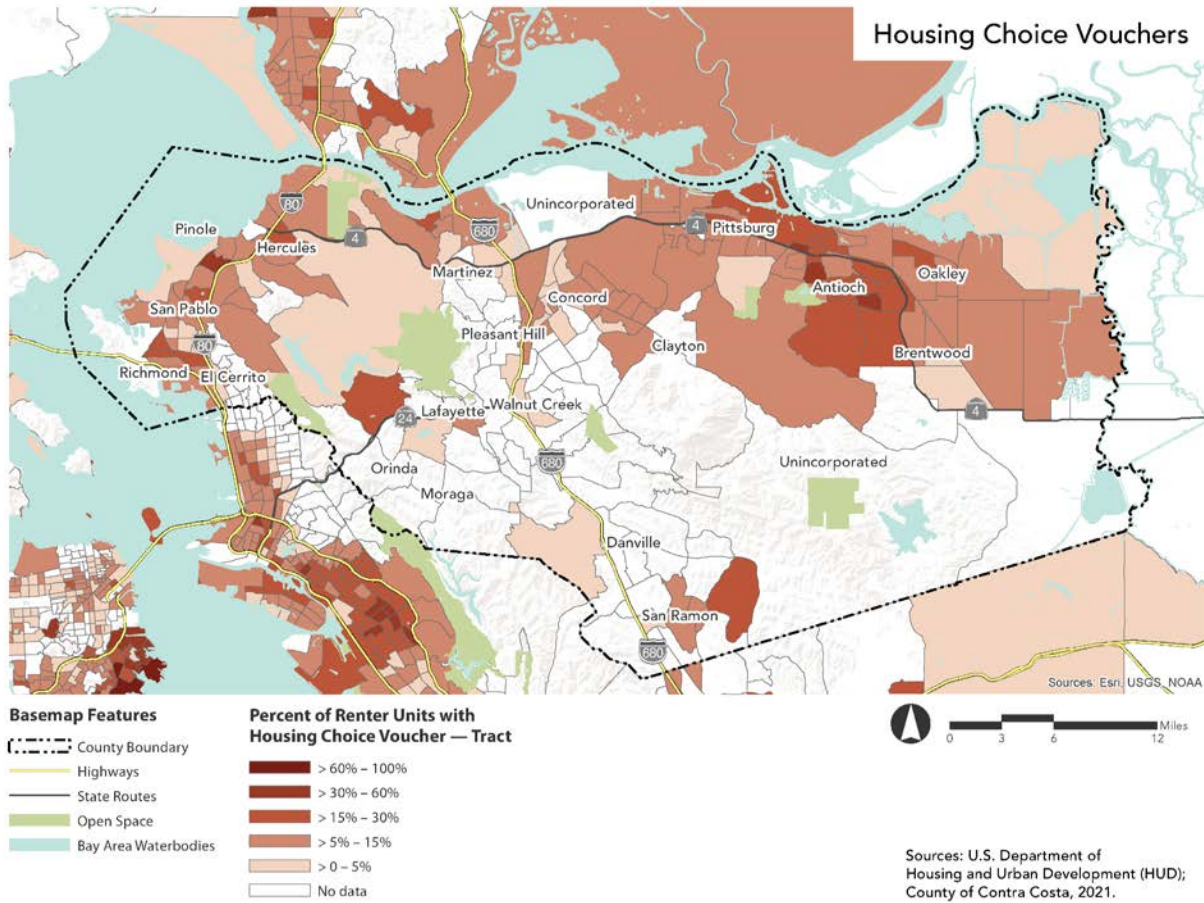 Housing Choice Vouchers
Unincorporated
80
Pinole
Hercules
4
680
4
Pittsburg
Martinez
Oakley
Antioch
Concord
San Pablo
Pleasant Hill
80
Clayton
Brentwood
Richmond
El Cerrito
Walnut Creek
Lafayette
24
4
Orinda
680
Unincorporated
Moraga
Danville
San Ramon
680
Sources: Esri, USGS, NOAA
Basemap Features
County Boundary
Highways
State Routes
Open Space
Bay Area Waterbodies
Percent of Renter Units with
Housing Choice Voucher — Tract
> 60% – 100%
> 30% – 60%
> 15% – 30%
> 5% – 15%
> 0 – 5%
No data
Miles
0 3 6 12
Sources: U.S. Department of
Housing and Urban Development (HUD);
County of Contra Costa, 2021.